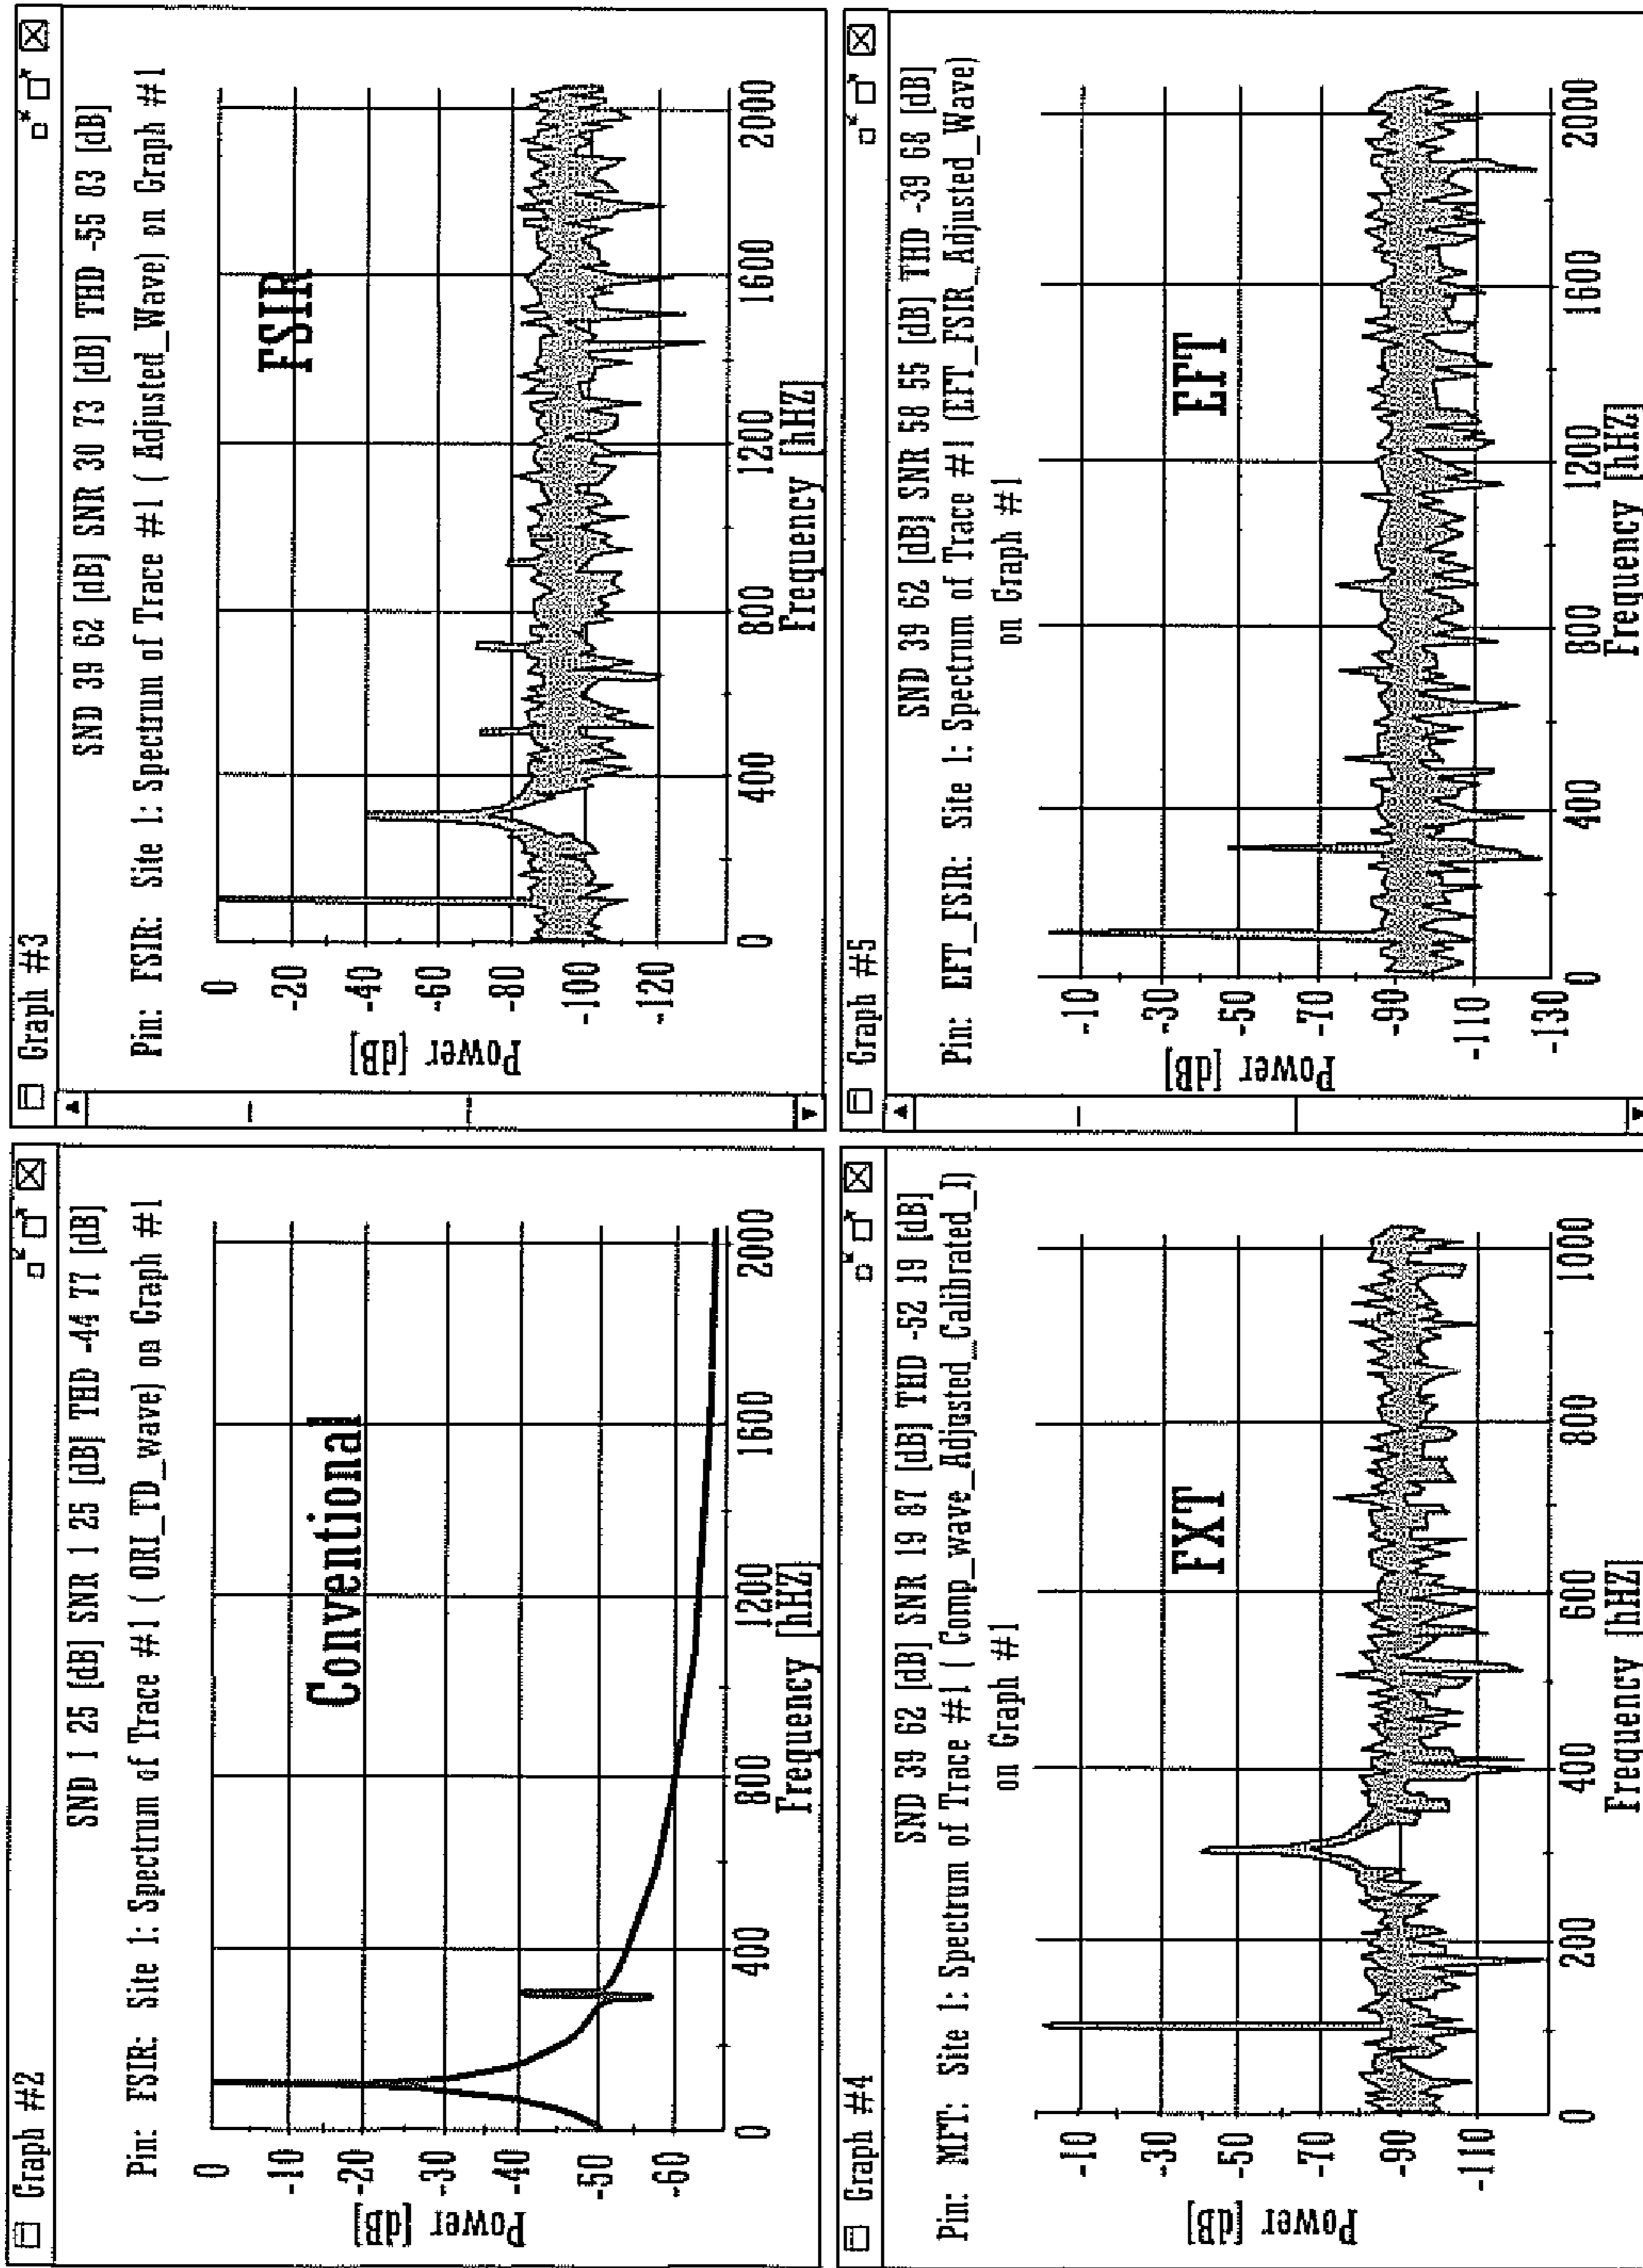 Graph #2
SND 1 25 [dB] SNR 1 25 [dB] THD -44 77 [dB]
Pin: FSIR: Site 1: Spectrum of Trace #1 ( ORI_TD_wave) on Graph #1
Conventional
Power [dB]
0
-10
-20
-30
-40
-50
-60
0
400
800
1200
1600
2000
Frequency [hHZ]
Graph #3
SND 39 62 [dB] SNR 30 73 [dB] THD -55 83 [dB]
Pin: FSIR: Site 1: Spectrum of Trace #1 ( Adjusted_Wave) on Graph #1
FSIR
Power [dB]
0
-20
-40
-60
-80
-100
-120
0
400
800
1200
1600
2000
Frequency [hHZ]
Graph #4
SND 39 62 [dB] SNR 19 87 [dB] THD -52 19 [dB]
Pin: MFT: Site 1: Spectrum of Trace #1 ( Comp_wave_Adjusted_Calibrated_I)
on Graph #1
FXT
Power [dB]
-10
-30
-50
-70
-90
-110
0
200
400
600
800
1000
Frequency [hHZ]
Graph #5
SND 39 62 [dB] SNR 58 55 [dB] THD -39 68 [dB]
Pin: EFT_FSIR: Site 1: Spectrum of Trace #1 (EFT_FSIR_Adjusted_Wave)
on Graph #1
EFT
Power [dB]
-10
-30
-50
-70
-90
-110
-130
0
400
800
1200
1600
2000
Frequency [hHZ]